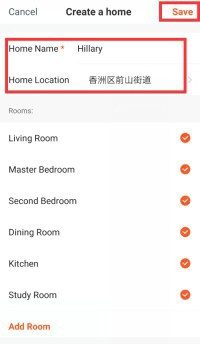 Cancel Create a home Save
Home Name * Hillary
Home Location 香洲区前山街道
Rooms:
Living Room
Master Bedroom
Second Bedroom
Dining Room
Kitchen
Study Room
Add Room